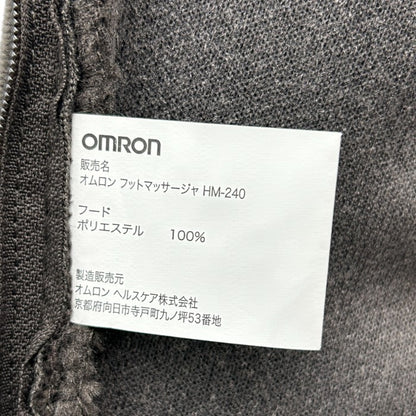 OMRON
販売名
オムロン フットマッサージャ HM-240
フード
ポリエステル 100%
製造販売元
オムロン ヘルスケア株式会社
京都府向日市寺戸町九ノ坪53番地